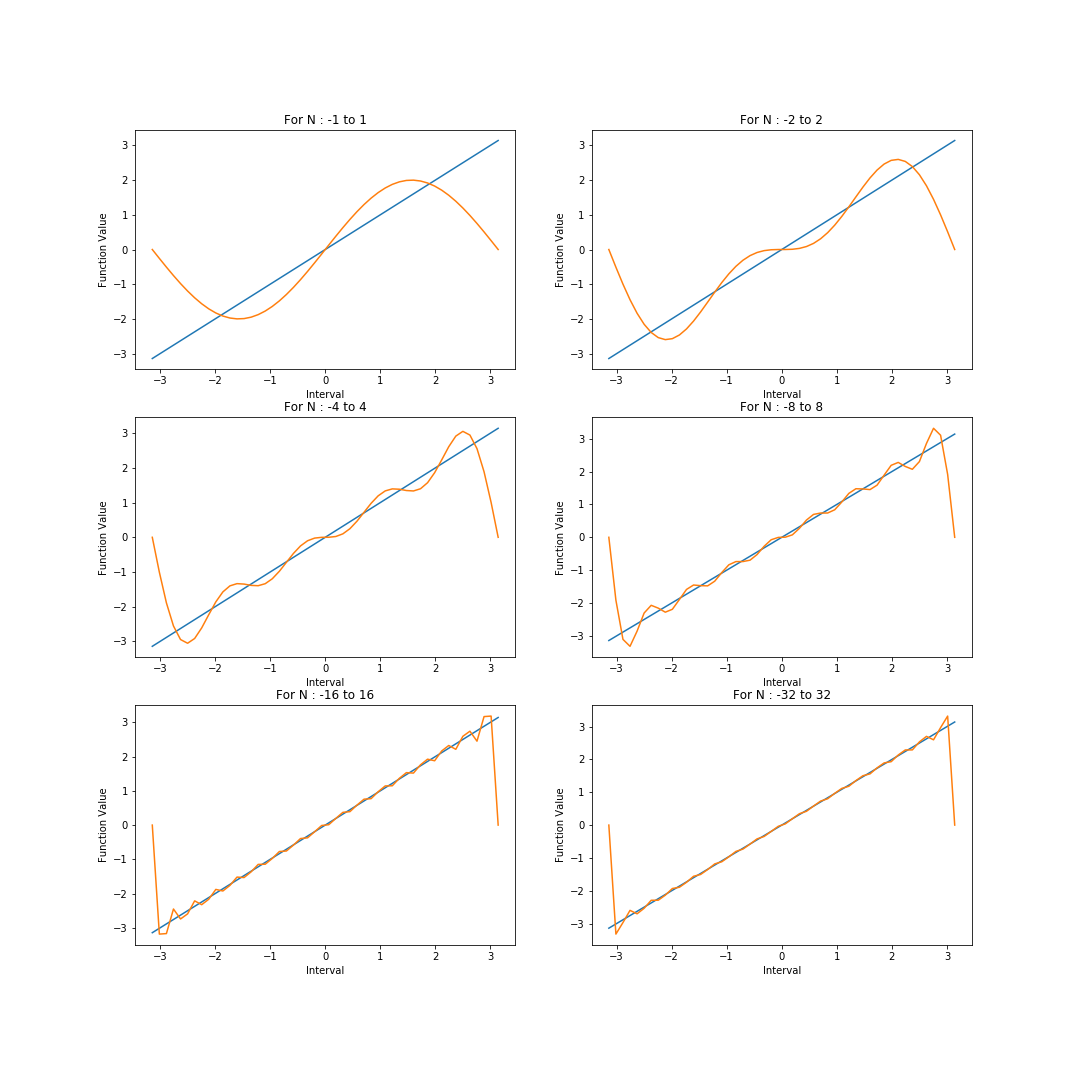 For N : -1 to 1
Function Value
3
2
1
0
−1
−2
−3
−3 −2 −1 0 1 2 3
Interval
For N : -2 to 2
Function Value
3
2
1
0
−1
−2
−3
−3 −2 −1 0 1 2 3
Interval
For N : -4 to 4
Function Value
3
2
1
0
−1
−2
−3
−3 −2 −1 0 1 2 3
Interval
For N : -8 to 8
Function Value
3
2
1
0
−1
−2
−3
−3 −2 −1 0 1 2 3
Interval
For N : -16 to 16
Function Value
3
2
1
0
−1
−2
−3
−3 −2 −1 0 1 2 3
Interval
For N : -32 to 32
Function Value
3
2
1
0
−1
−2
−3
−3 −2 −1 0 1 2 3
Interval